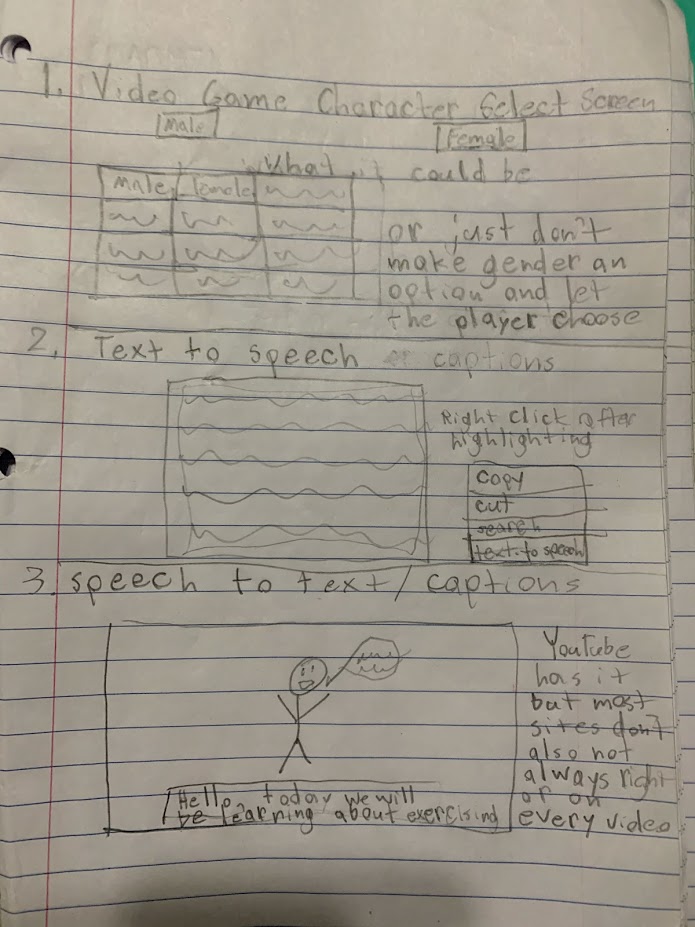 1. Video Game Character Select Screen
Male
Female
What it could be
Male
female
or just don't
make gender an
option and let
the player choose
2. Text to speech or captions
Right click after
highlighting
copy
cut
search
text-to speech
3. speech to text / captions
YouTube
has it
but most
sites don't
also not
always right
or on
every video
Hello, today we will
be learning about exercising